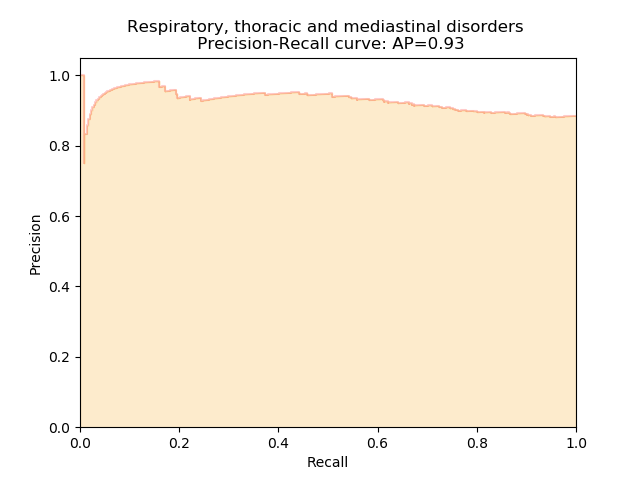 Respiratory, thoracic and mediastinal disorders
Precision-Recall curve: AP=0.93
1.0
0.8
0.6
0.4
0.2
0.0
Precision
0.0 0.2 0.4 0.6 0.8 1.0
Recall